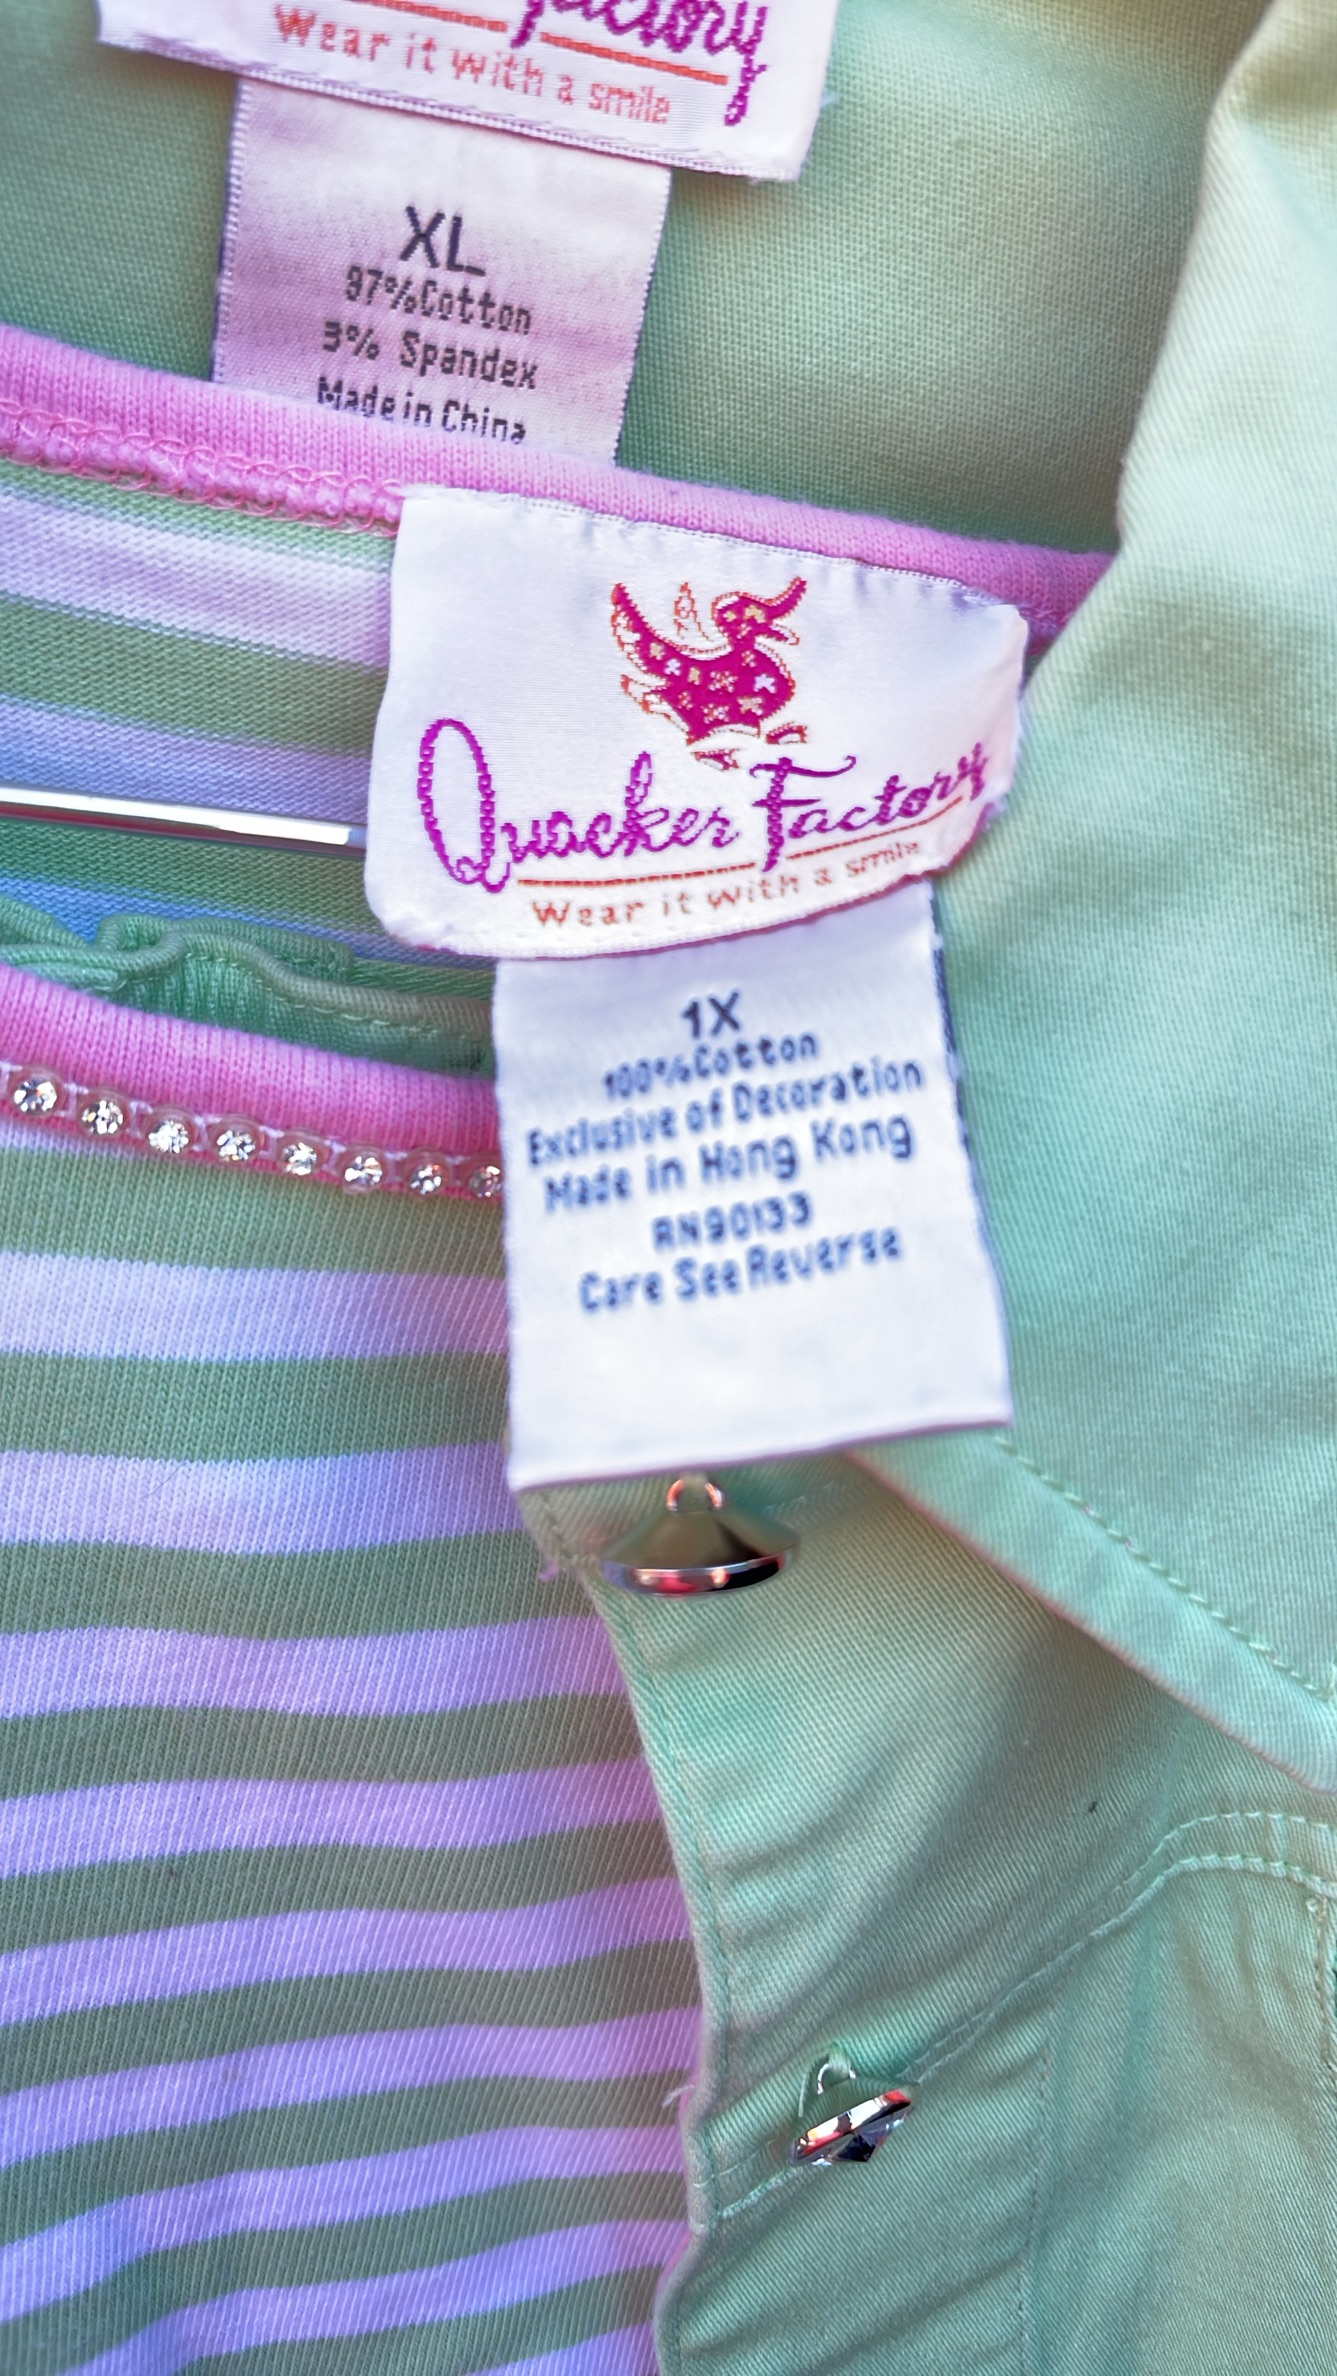 Factory
Wear it with a smile
XL
97%Cotton
3% Spandex
Made in China
Quacker Factory
Wear it with a smile
1X
100%Cotton
Exclusive of Decoration
Made in Hong Kong
RN90133
Care See Reverse